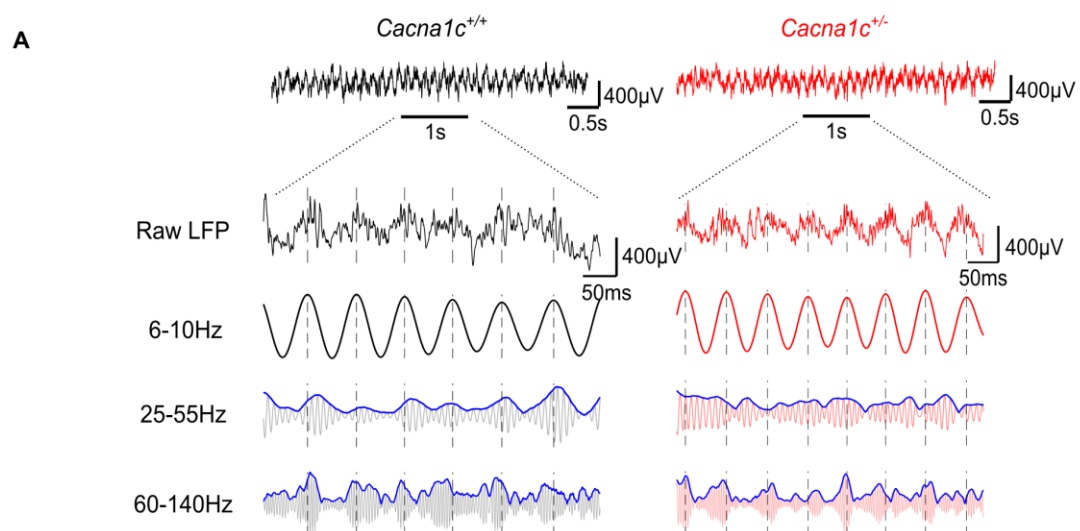 A
Cacna1c+/+
Cacna1c+/-
400µV
0.5s
1s
400µV
0.5s
1s
Raw LFP
400µV
50ms
400µV
50ms
6-10Hz
25-55Hz
60-140Hz